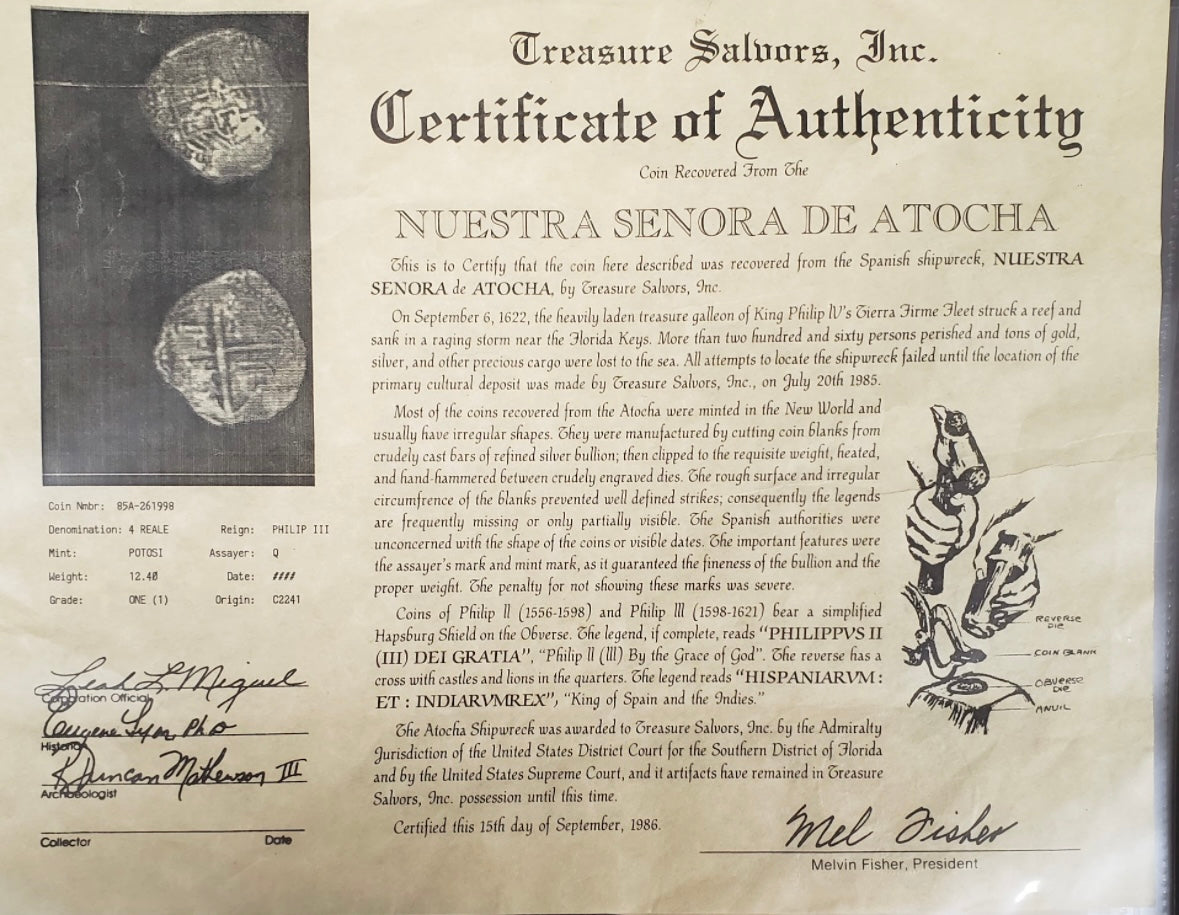 Treasure Salvors, Inc.
Certificate of Authenticity
Coin Recovered From The
NUESTRA SENORA DE ATOCHA
This is to Certify that the coin here described was recovered from the Spanish shipwreck, NUESTRA
SENORA de ATOCHA, by Treasure Salvors, Inc.
On September 6, 1622, the heavily laden treasure galleon of King Philip IV's Tierra Firme Fleet struck a reef and
sank in a raging storm near the Florida Keys. More than two hundred and sixty persons perished and tons of gold,
silver, and other precious cargo were lost to the sea. All attempts to locate the shipwreck failed until the location of the
primary cultural deposit was made by Treasure Salvors, Inc., on July 20th 1985.
Most of the coins recovered from the Atocha were minted in the New World and
usually have irregular shapes. They were manufactured by cutting coin blanks from
crudely cast bars of refined silver bullion; then clipped to the requisite weight, heated,
and hand-hammered between crudely engraved dies. The rough surface and irregular
circumfrence of the blanks prevented well defined strikes; consequently the legends
are frequently missing or only partially visible. The Spanish authorities were
unconcerned with the shape of the coins or visible dates. The important features were
the assayer's mark and mint mark, as it guaranteed the fineness of the bullion and the
proper weight. The penalty for not showing these marks was severe.
Coins of Philip II (1556-1598) and Philip III (1598-1621) bear a simplified
Hapsburg Shield on the Obverse. The legend, if complete, reads "PHILIPPVS II
(III) DEI GRATIA", "Philip II (III) By the Grace of God". The reverse has a
cross with castles and lions in the quarters. The legend reads "HISPANIARVM :
ET : INDIARVMREX", "King of Spain and the Indies."
The Atocha Shipwreck was awarded to Treasure Salvors, Inc. by the Admiralty
Jurisdiction of the United States District Court for the Southern District of Florida
and by the United States Supreme Court, and it artifacts have remained in Treasure
Salvors, Inc. possession until this time.
Certified this 15th day of September, 1986.
REVERSE
DIE
COIN BLANK
OBVERSE
DIE
ANVIL
Mel Fisher
Melvin Fisher, President
Coin Nmbr: 85A-261998
Denomination: 4 REALE Reign: PHILIP III
Mint: POTOSI Assayer: Q
Weight: 12.40 Date: ####
Grade: ONE (1) Origin: C2241
Leah L Miguel
Corporation Official
Eugene Lyon PhD
Historian
R Duncan Mathewson III
Archaeologist
Collector Date